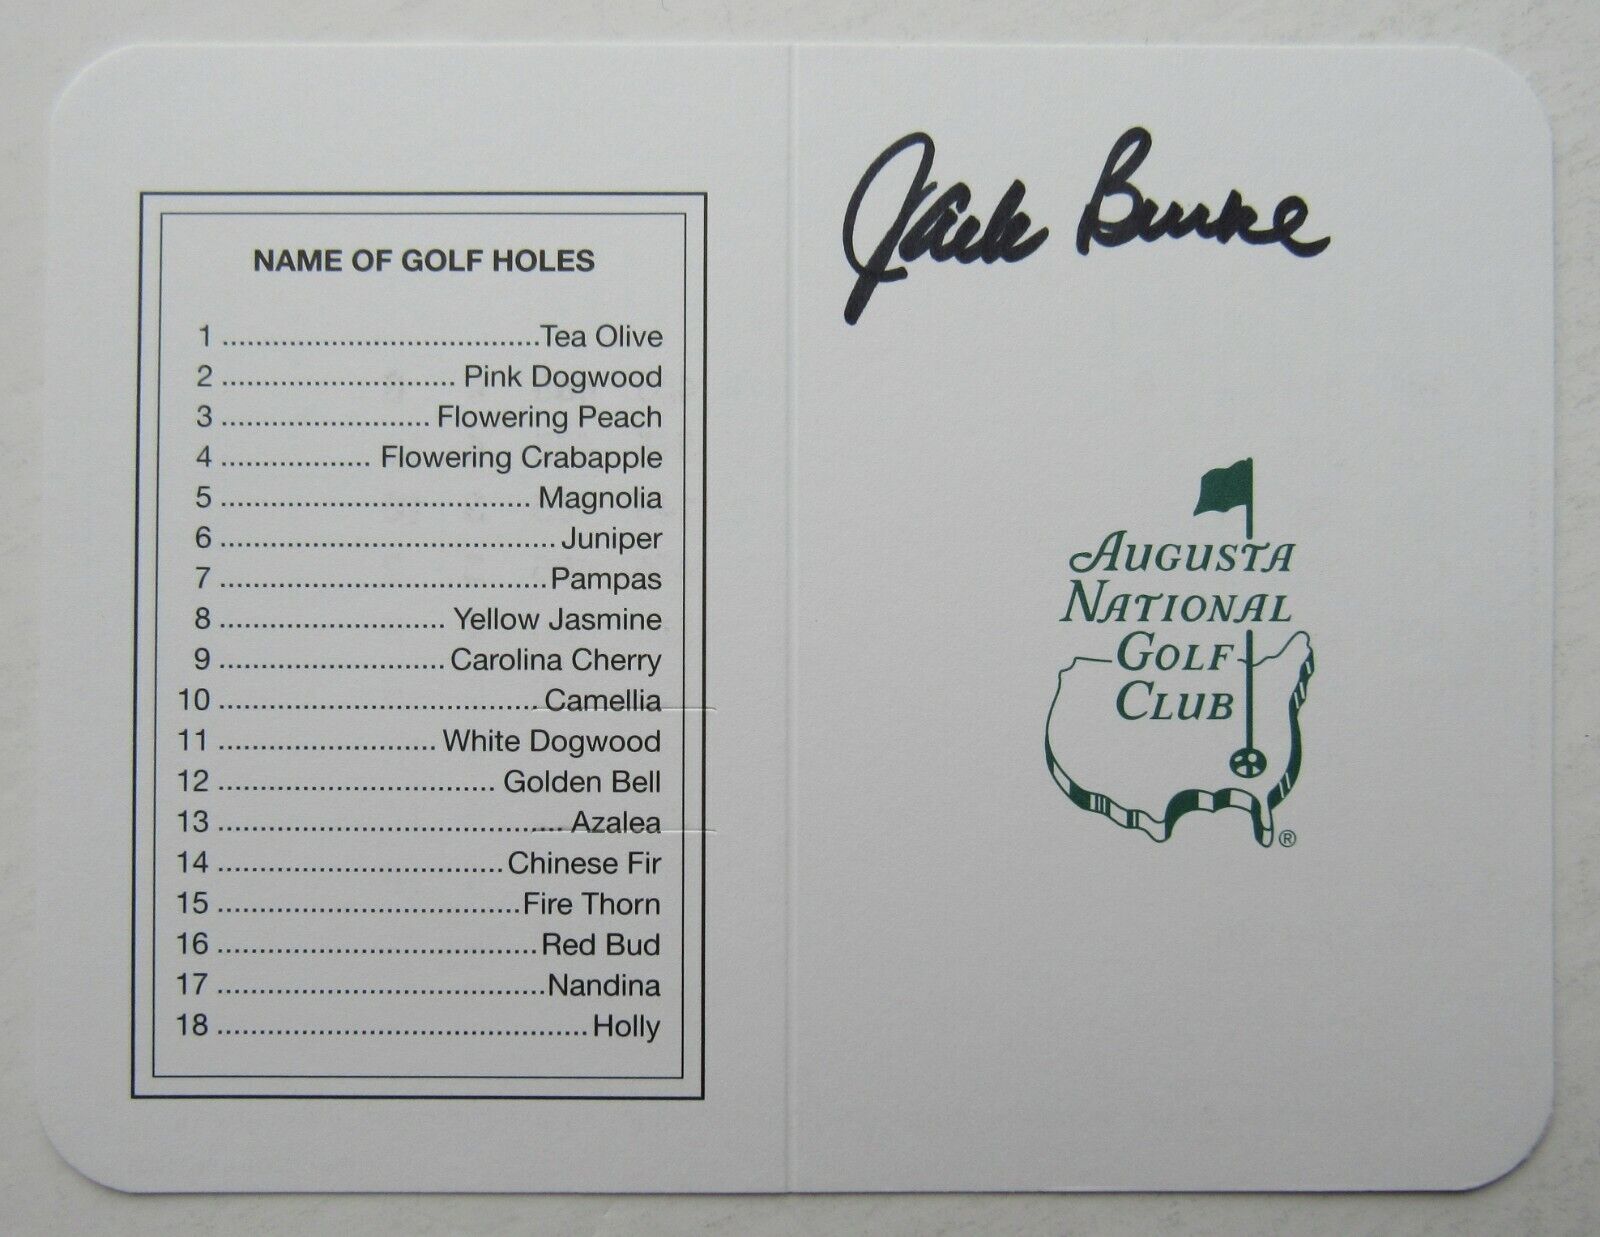 NAME OF GOLF HOLES
1 ..................................... Tea Olive
2 ........................... Pink Dogwood
3 ........................ Flowering Peach
4 .................. Flowering Crabapple
5 .................................... Magnolia
6 ....................................... Juniper
7 ...................................... Pampas
8 .......................... Yellow Jasmine
9 .......................... Carolina Cherry
10 ..................................... Camellia
11 ......................... White Dogwood
12 ................................ Golden Bell
13 ........................................ Azalea
14 ................................. Chinese Fir
15 ................................... Fire Thorn
16 ..................................... Red Bud
17 ...................................... Nandina
18 ........................................... Holly
Jack Burke
AUGUSTA
NATIONAL
GOLF
CLUB
®